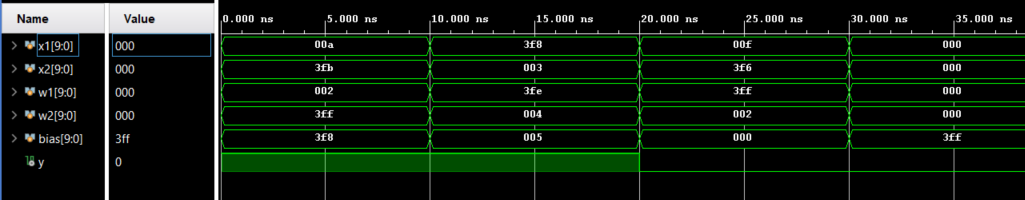 Name Value
0.000 ns 5.000 ns 10.000 ns 15.000 ns 20.000 ns 25.000 ns 30.000 ns 35.000 ns
x1[9:0] 000 00a 3f8 00f 000
x2[9:0] 000 3fb 003 3f6 000
w1[9:0] 000 002 3fe 3ff 000
w2[9:0] 000 3ff 004 002 000
bias[9:0] 3ff 3f8 005 000 3ff
y 0